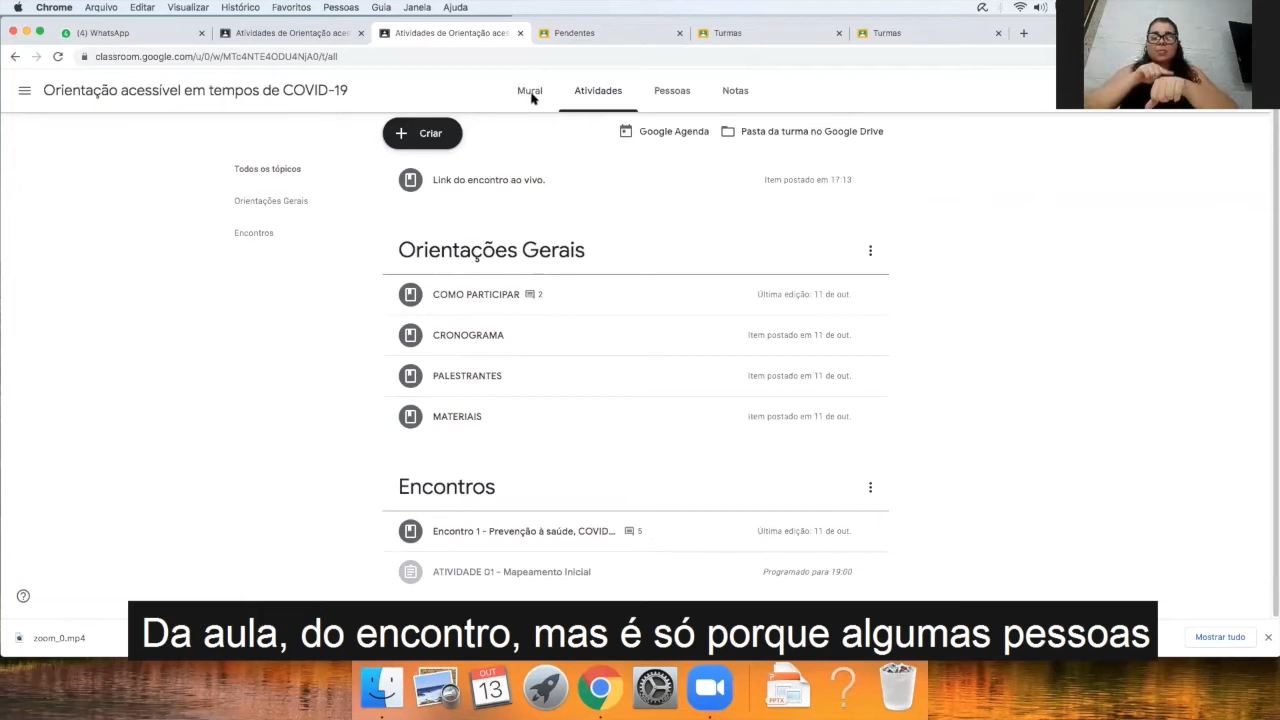 Chrome Arquivo Editar Visualizar Histórico Favoritos Pessoas Guia Janela Ajuda
(4) WhatsApp
Atividades de Orientação aces
Atividades de Orientação aces
Pendentes
Turmas
Turmas
classroom.google.com/u/0/w/MTc4NTE4ODU4NjA0/t/all
Orientação acessível em tempos de COVID-19
Mural Atividades Pessoas Notas
Criar
Google Agenda
Pasta da turma no Google Drive
Todos os tópicos
Orientações Gerais
Encontros
Link do encontro ao vivo. Item postado em 17:13
Orientações Gerais
COMO PARTICIPAR 2 Última edição: 11 de out.
CRONOGRAMA Item postado em 11 de out.
PALESTRANTES Item postado em 11 de out.
MATERIAIS Item postado em 11 de out.
Encontros
Encontro 1 - Prevenção à saúde, COVID... 5 Última edição: 11 de out.
ATIVIDADE 01 - Mapeamento Inicial Programado para 19:00
zoom_0.mp4
Mostrar tudo
Da aula, do encontro, mas é só porque algumas pessoas
OUT
13
PPTX